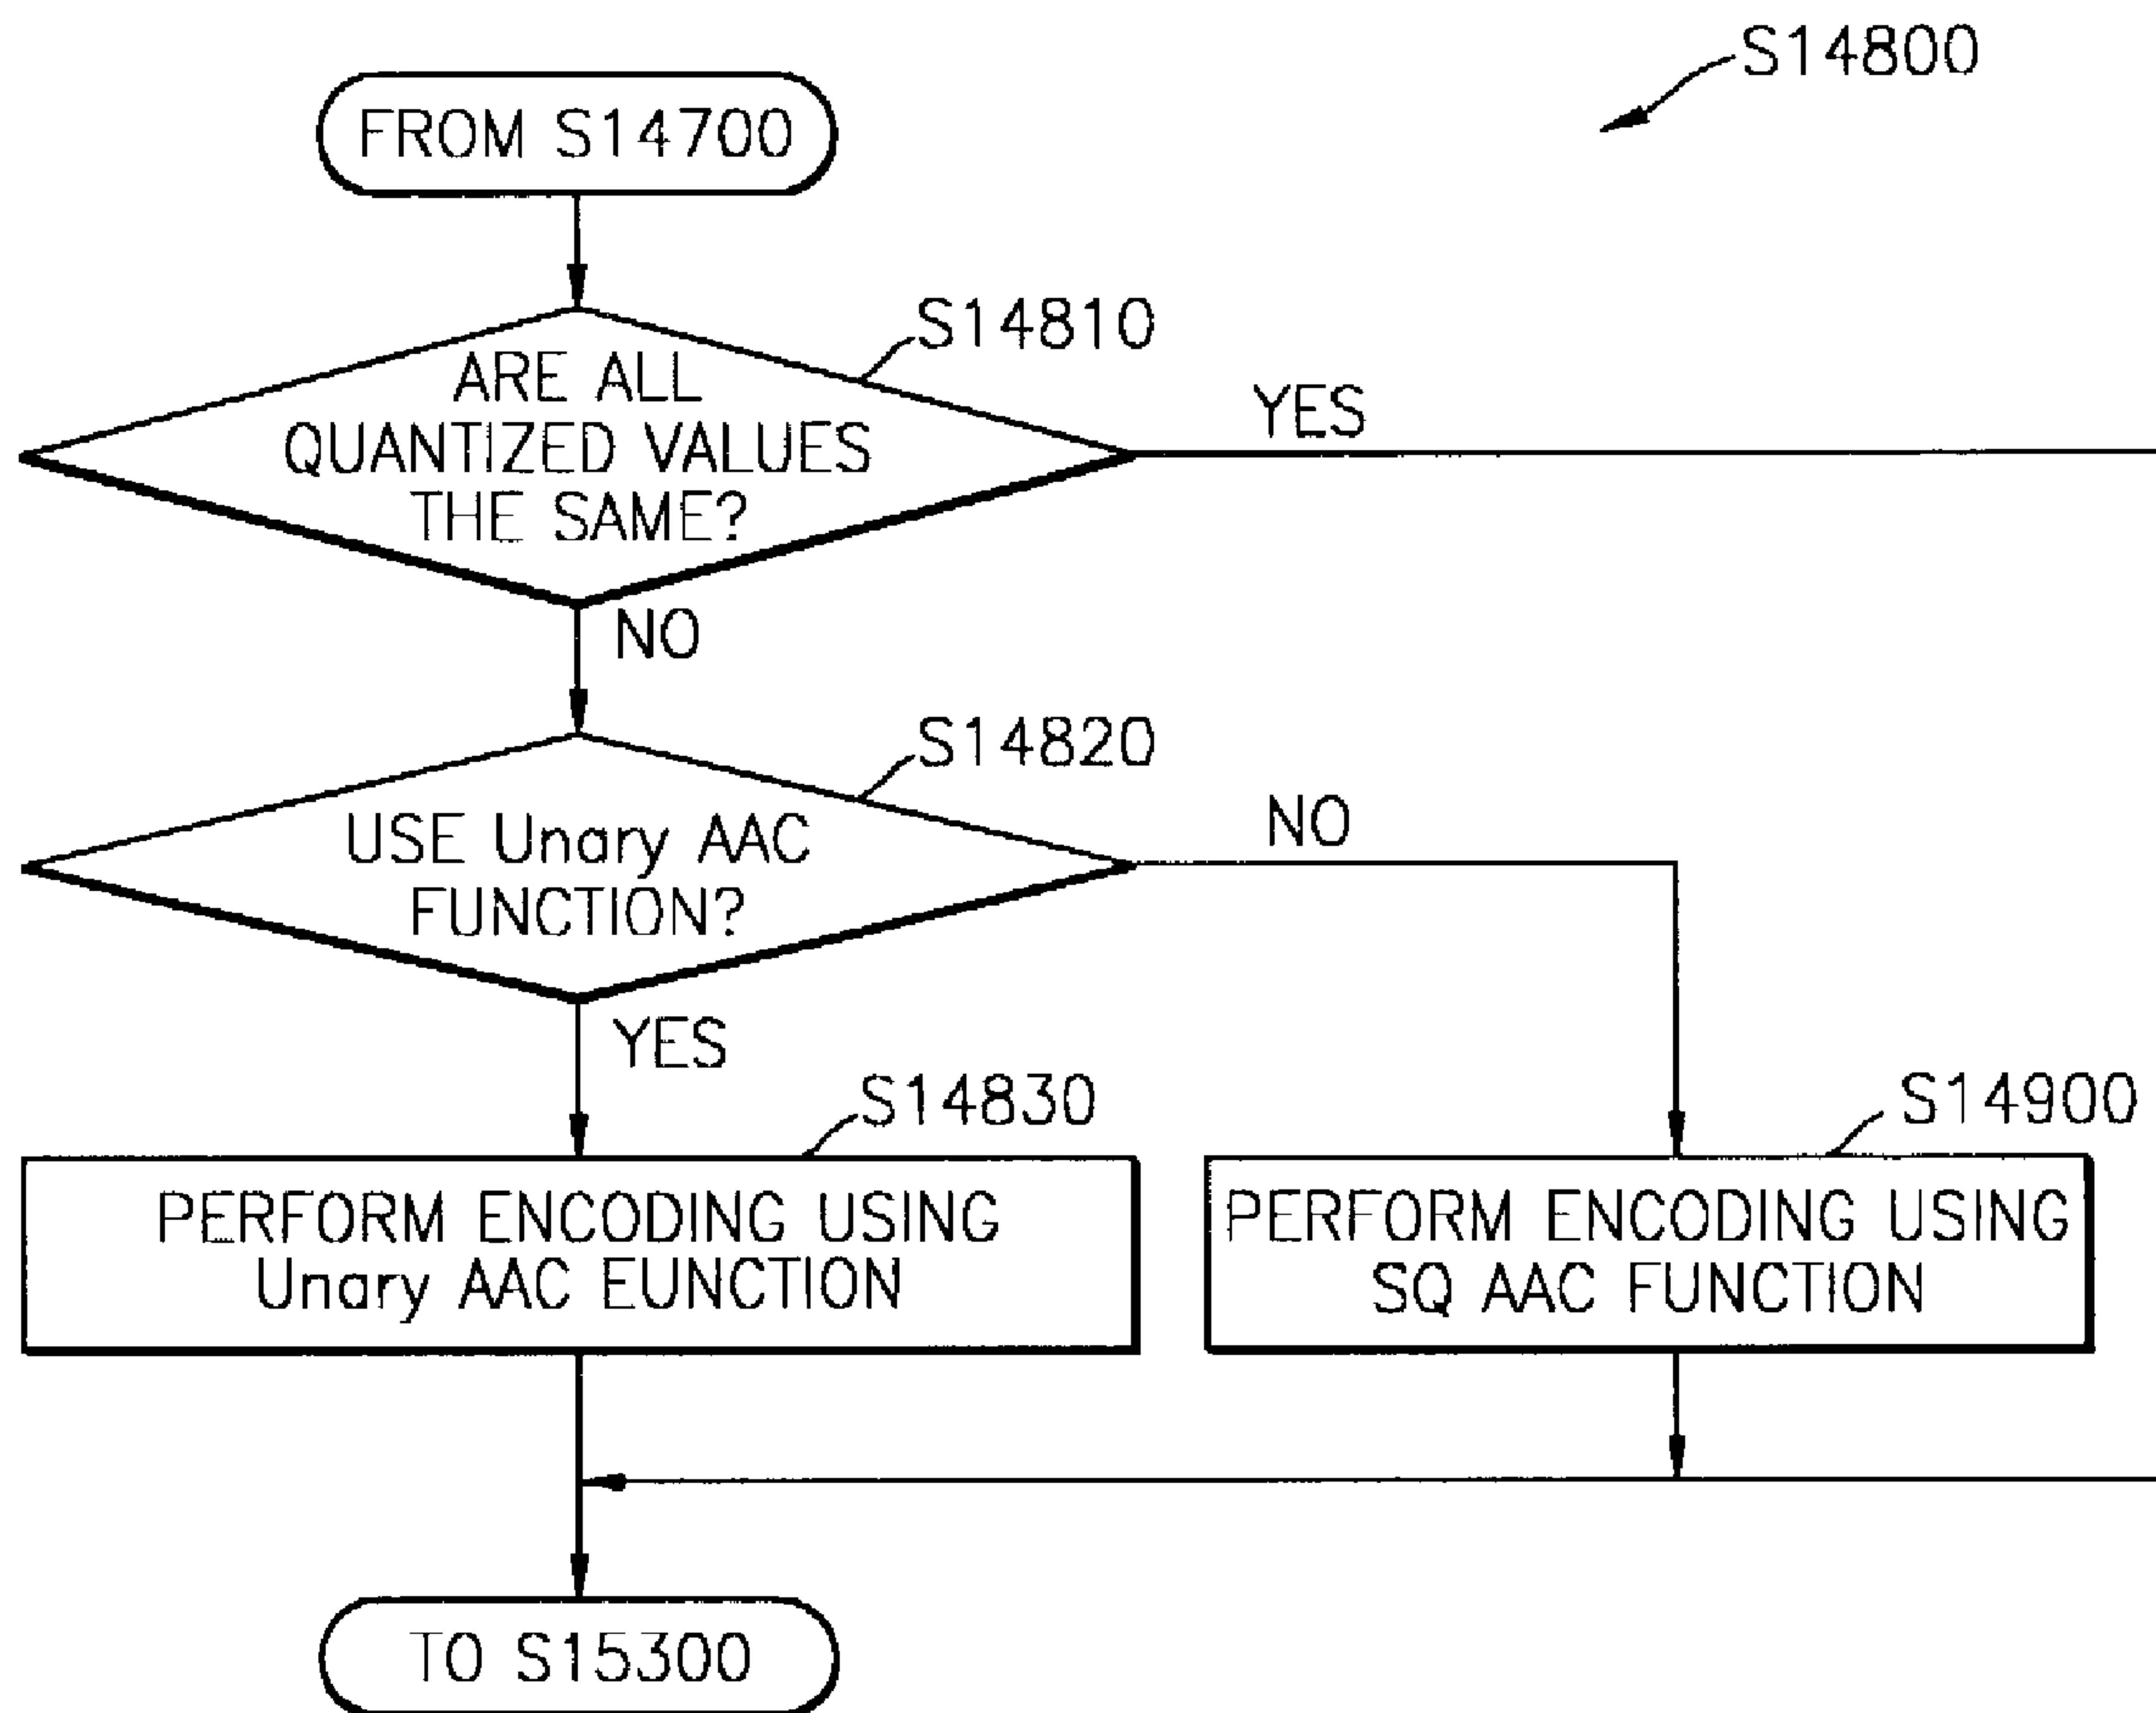 S14800
FROM S14700
S14810
ARE ALL
QUANTIZED VALUES
THE SAME?
YES
NO
S14820
USE Unary AAC
FUNCTION?
NO
YES
S14830
PERFORM ENCODING USING
Unary AAC EUNCTION
S14900
PERFORM ENCODING USING
SQ AAC FUNCTION
TO S15300